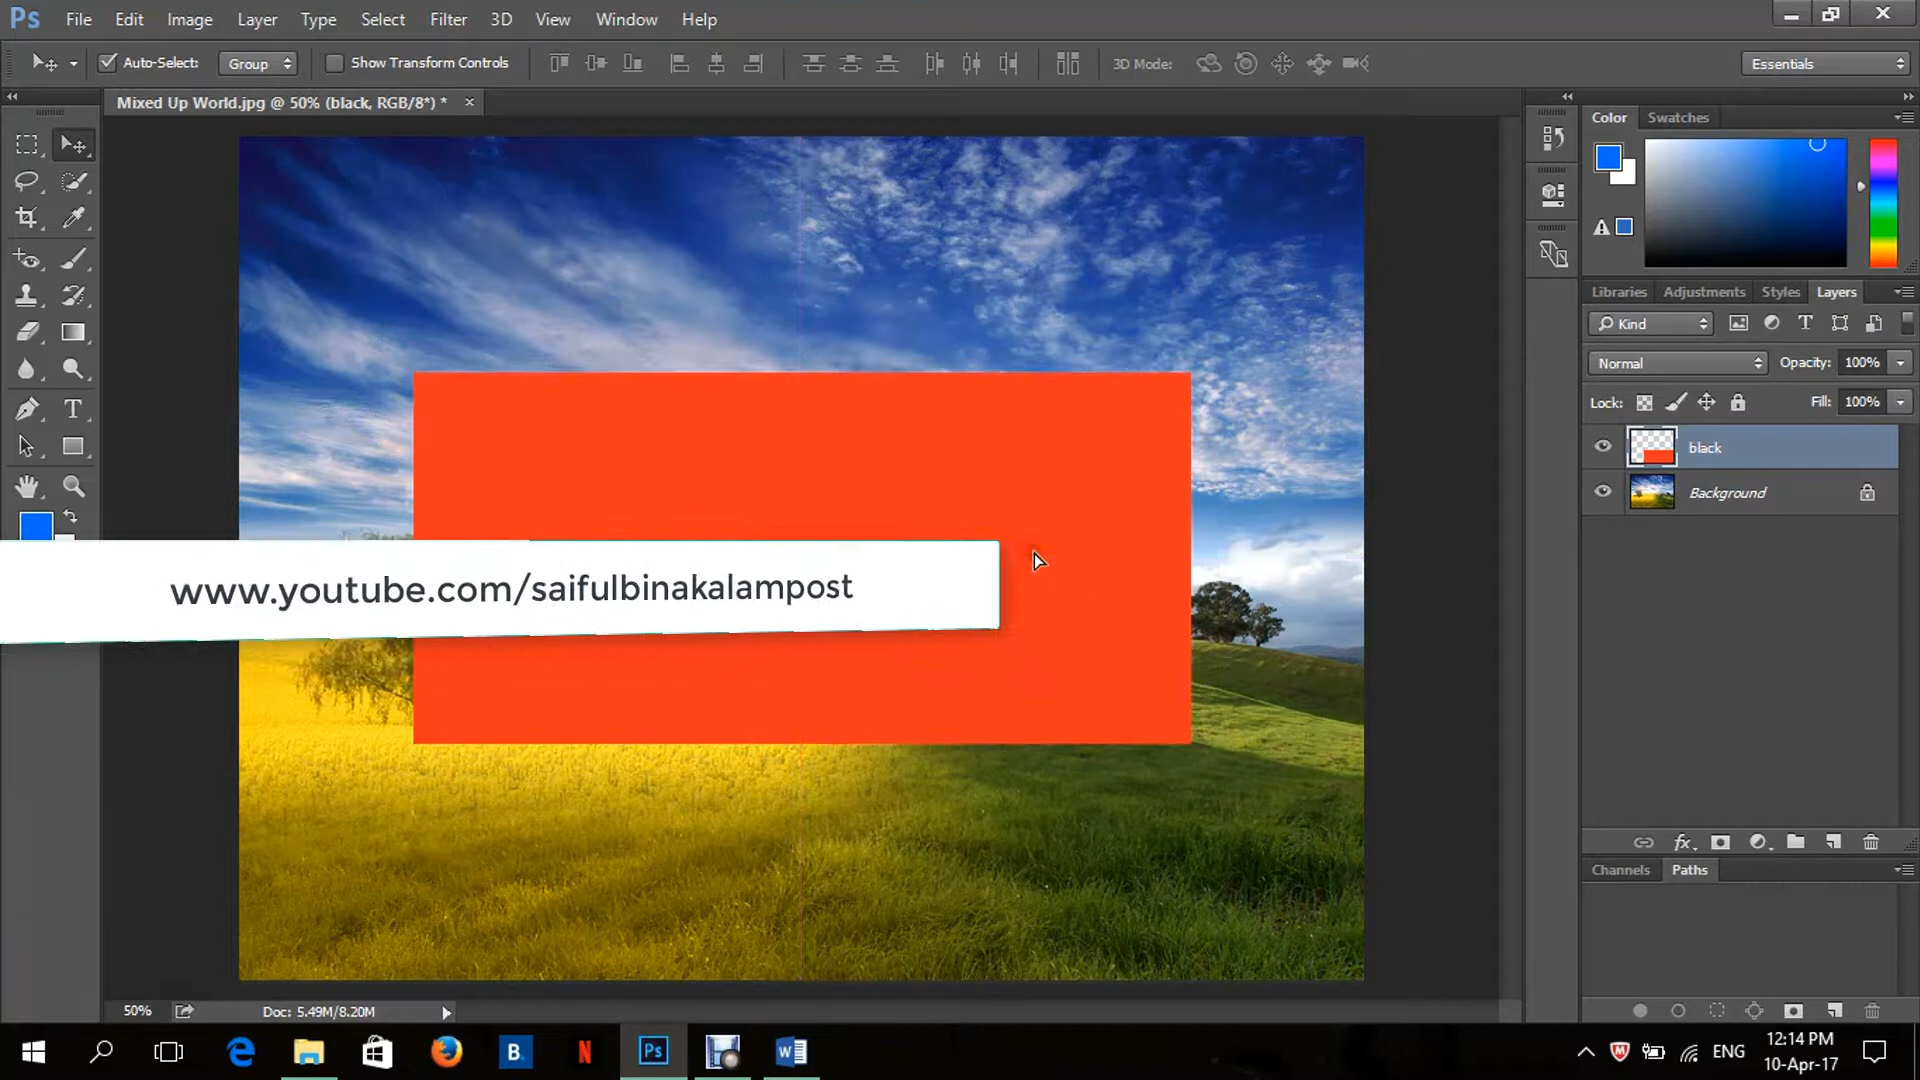 Ps File Edit Image Layer Type Select Filter 3D View Window Help
Auto-Select: Group Show Transform Controls 3D Mode: Essentials
Mixed Up World.jpg @ 50% (black, RGB/8*) * ×
Color Swatches
Libraries Adjustments Styles Layers
Kind
Normal Opacity: 100%
Lock: Fill: 100%
black
Background
www.youtube.com/saifulbinakalampost
Channels Paths
50% Doc: 5.49M/8.20M
12:14 PM
ENG
10-Apr-17